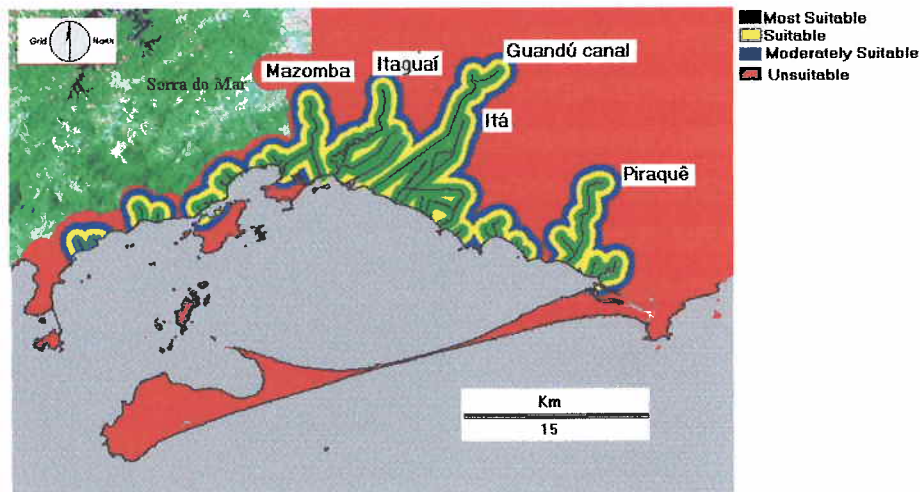 Grid North
Serra do Mar
Mazomba
Itaguaí
Guandú canal
Itá
Piraquê
Km
15
Most Suitable
Suitable
Moderately Suitable
Unsuitable